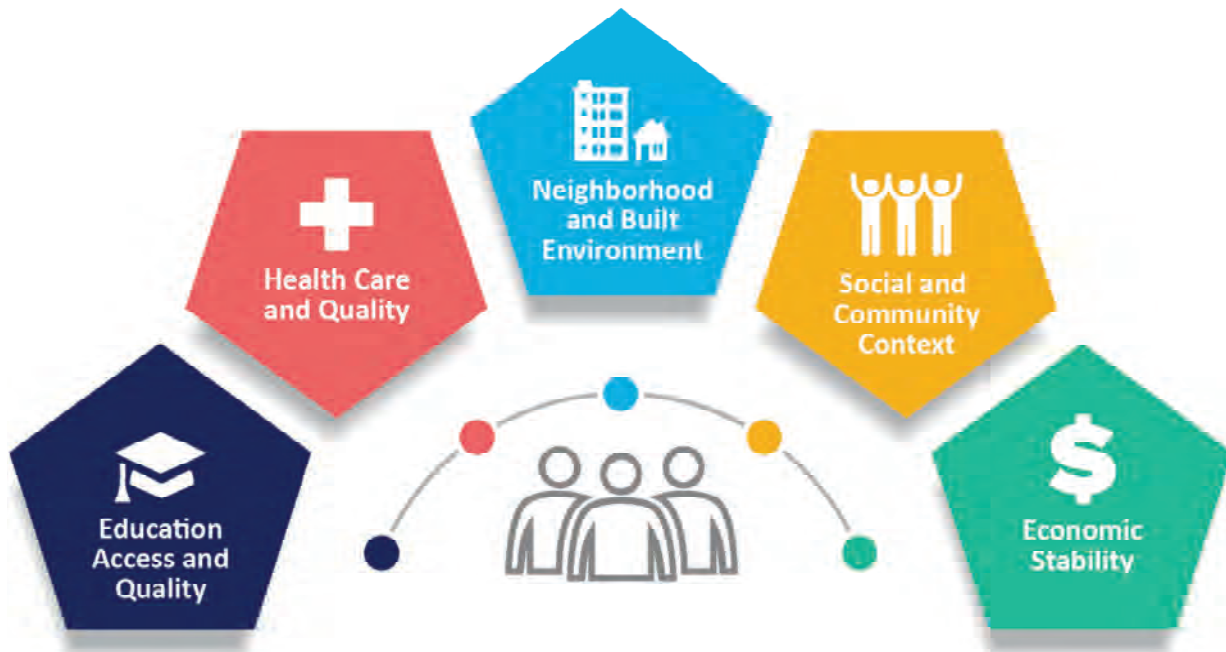 Education
Access and
Quality
Health Care
and Quality
Neighborhood
and Built
Environment
Social and
Community
Context
$
Economic
Stability